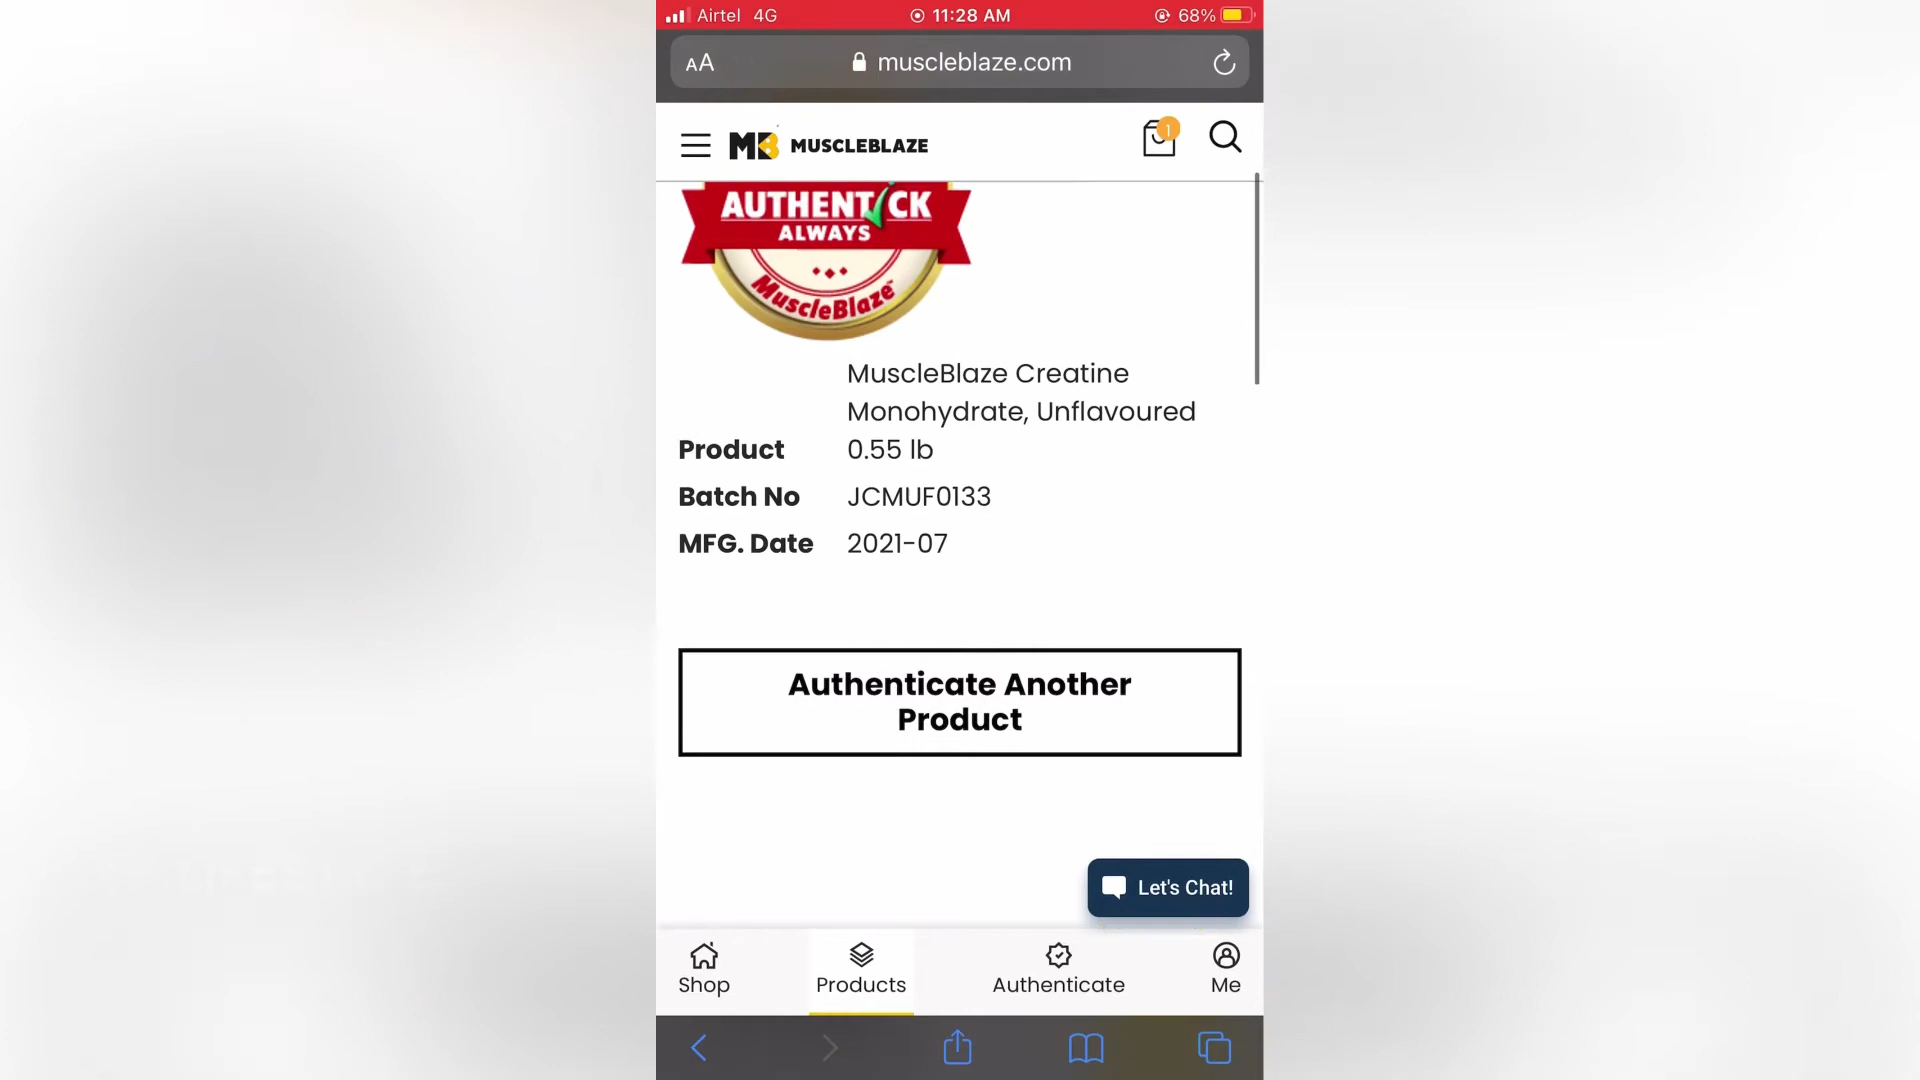 Airtel 4G 11:28 AM 68%
AA muscleblaze.com
MB MUSCLEBLAZE 1
AUTHENTICK
ALWAYS
MuscleBlaze
MuscleBlaze Creatine
Monohydrate, Unflavoured
Product 0.55 lb
Batch No JCMUF0133
MFG. Date 2021-07
Authenticate Another
Product
Let's Chat!
Shop Products Authenticate Me